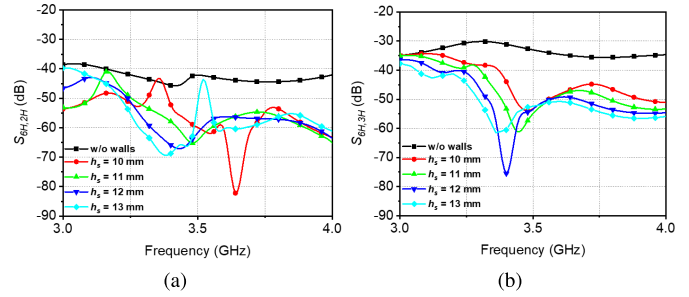 S6H,2H (dB)
-20
-30
-40
-50
-60
-70
-80
-90
w/o walls
hs = 10 mm
hs = 11 mm
hs = 12 mm
hs = 13 mm
3.0 3.5 4.0
Frequency (GHz)
(a)
S6H,3H (dB)
-20
-30
-40
-50
-60
-70
-80
-90
w/o walls
hs = 10 mm
hs = 11 mm
hs = 12 mm
hs = 13 mm
3.0 3.5 4.0
Frequency (GHz)
(b)